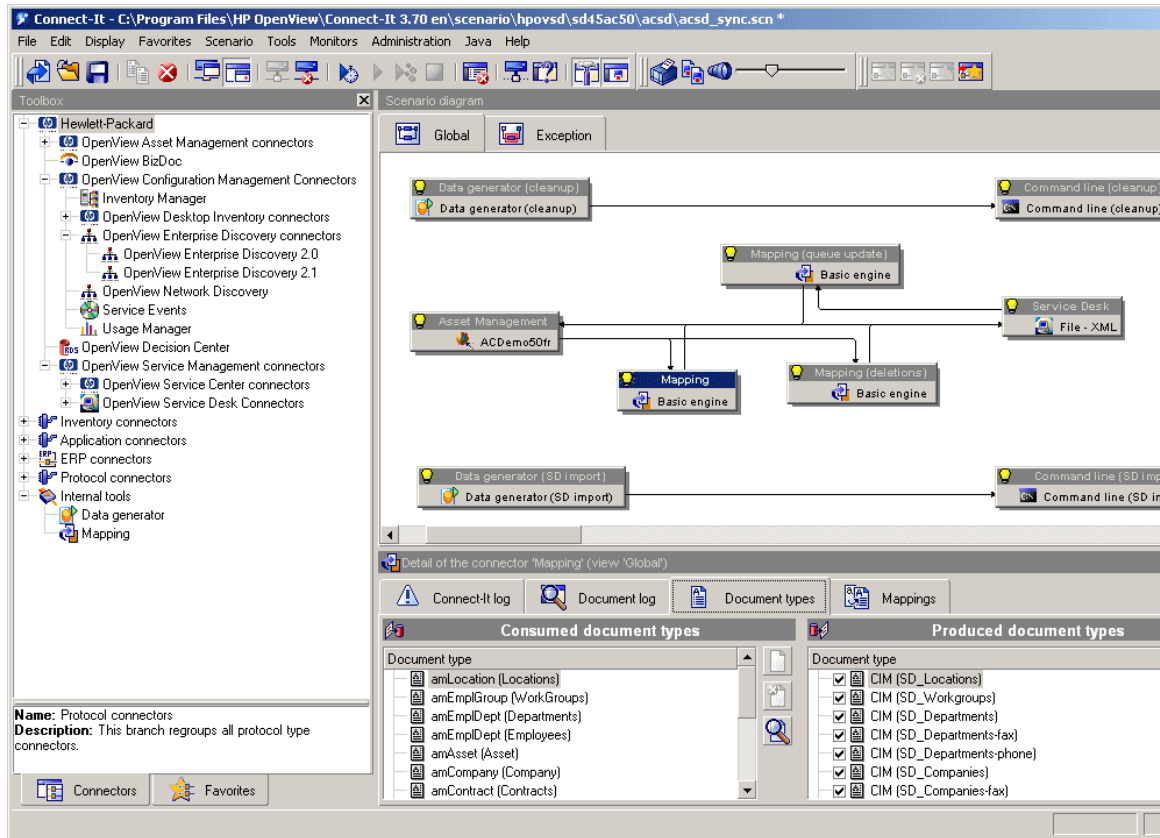 Connect-It - C:\Program Files\HP OpenView\Connect-It 3.70 en\scenario\hpovsd\sd45ac50\acsd\acsd_sync.scn *
File Edit Display Favorites Scenario Tools Monitors Administration Java Help
Toolbox
Hewlett-Packard
OpenView Asset Management connectors
OpenView BizDoc
OpenView Configuration Management Connectors
Inventory Manager
OpenView Desktop Inventory connectors
OpenView Enterprise Discovery connectors
OpenView Enterprise Discovery 2.0
OpenView Enterprise Discovery 2.1
OpenView Network Discovery
Service Events
Usage Manager
OpenView Decision Center
OpenView Service Management connectors
OpenView Service Center connectors
OpenView Service Desk Connectors
Inventory connectors
Application connectors
ERP connectors
Protocol connectors
Internal tools
Data generator
Mapping
Name: Protocol connectors
Description: This branch regroups all protocol type
connectors.
Connectors Favorites
Scenario diagram
Global Exception
Data generator (cleanup)
Data generator (cleanup)
Command line (cleanup)
Command line (cleanup)
Mapping (queue update)
Basic engine
Service Desk
File - XML
Asset Management
ACDemo50fr
Mapping
Basic engine
Mapping (deletions)
Basic engine
Data generator (SD import)
Data generator (SD import)
Command line (SD imp
Command line (SD in
Detail of the connector 'Mapping' (view 'Global')
Connect-It log Document log Document types Mappings
Consumed document types
Document type
amLocation (Locations)
amEmplGroup (WorkGroups)
amEmplDept (Departments)
amEmplDept (Employees)
amAsset (Asset)
amCompany (Company)
amContract (Contracts)
Produced document types
Document type
CIM (SD_Locations)
CIM (SD_Workgroups)
CIM (SD_Departments)
CIM (SD_Departments-fax)
CIM (SD_Departments-phone)
CIM (SD_Companies)
CIM (SD_Companies-fax)